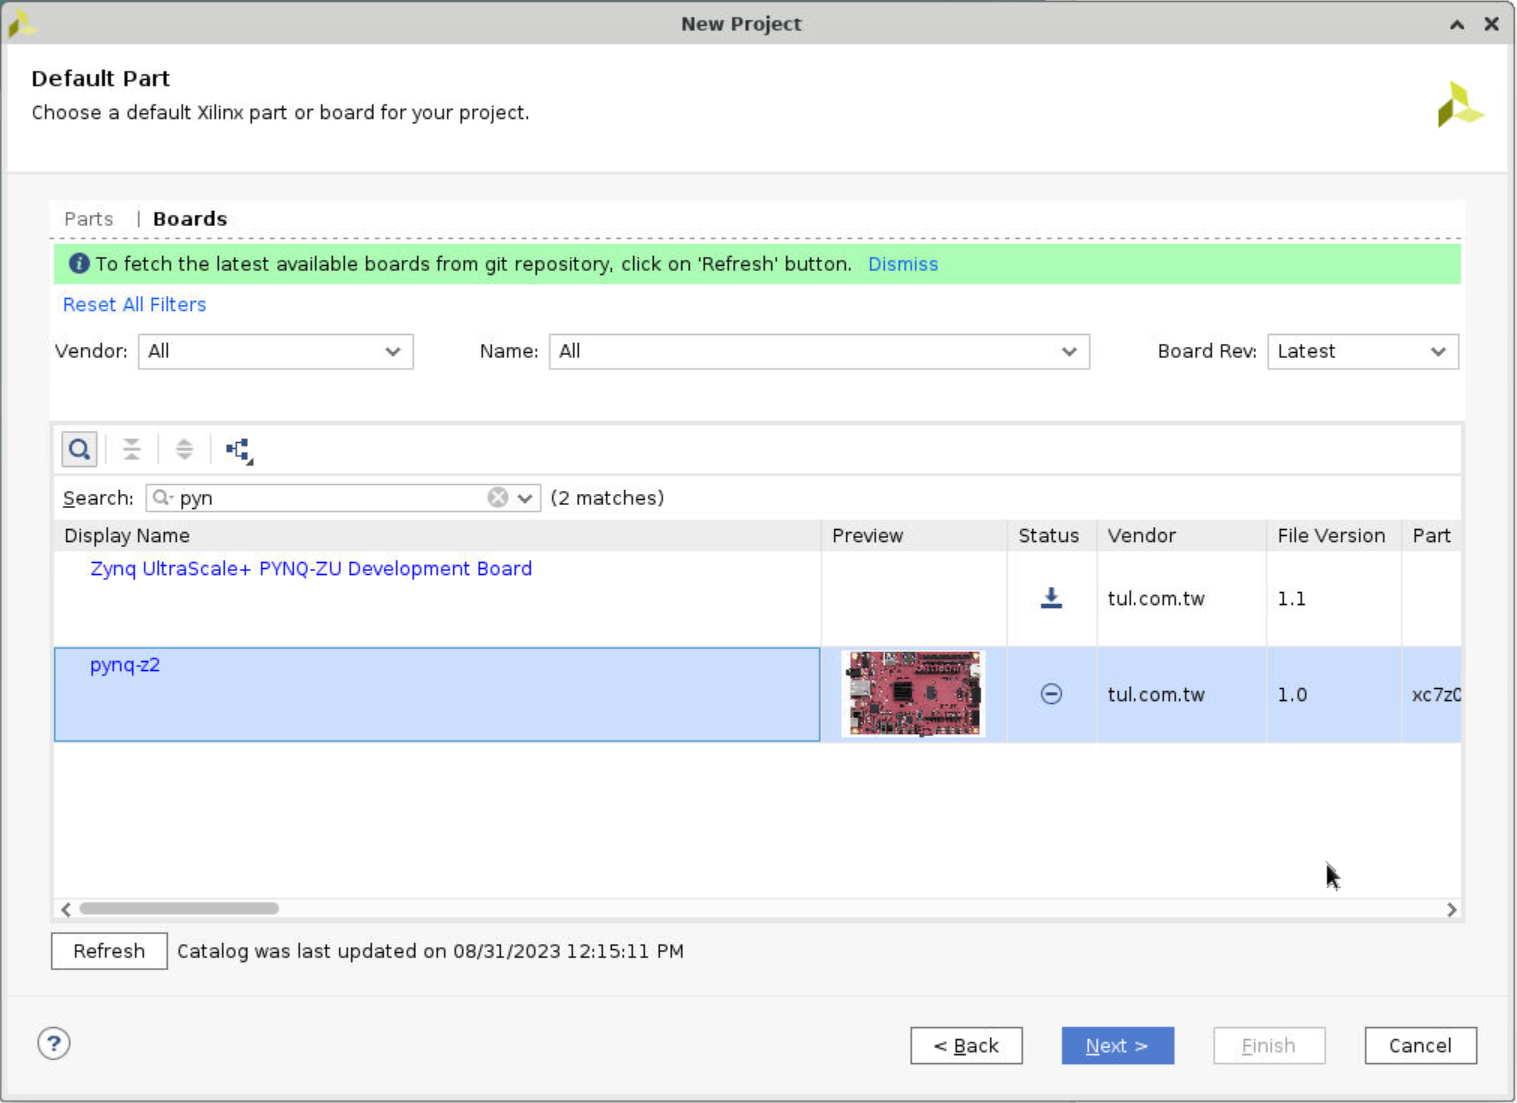 New Project
Default Part
Choose a default Xilinx part or board for your project.
Parts | Boards
To fetch the latest available boards from git repository, click on 'Refresh' button. Dismiss
Reset All Filters
Vendor: All Name: All Board Rev: Latest
Search: pyn (2 matches)
Display Name Preview Status Vendor File Version Part
Zynq UltraScale+ PYNQ-ZU Development Board tul.com.tw 1.1
pynq-z2 tul.com.tw 1.0 xc7z0
Refresh Catalog was last updated on 08/31/2023 12:15:11 PM
? < Back Next > Finish Cancel